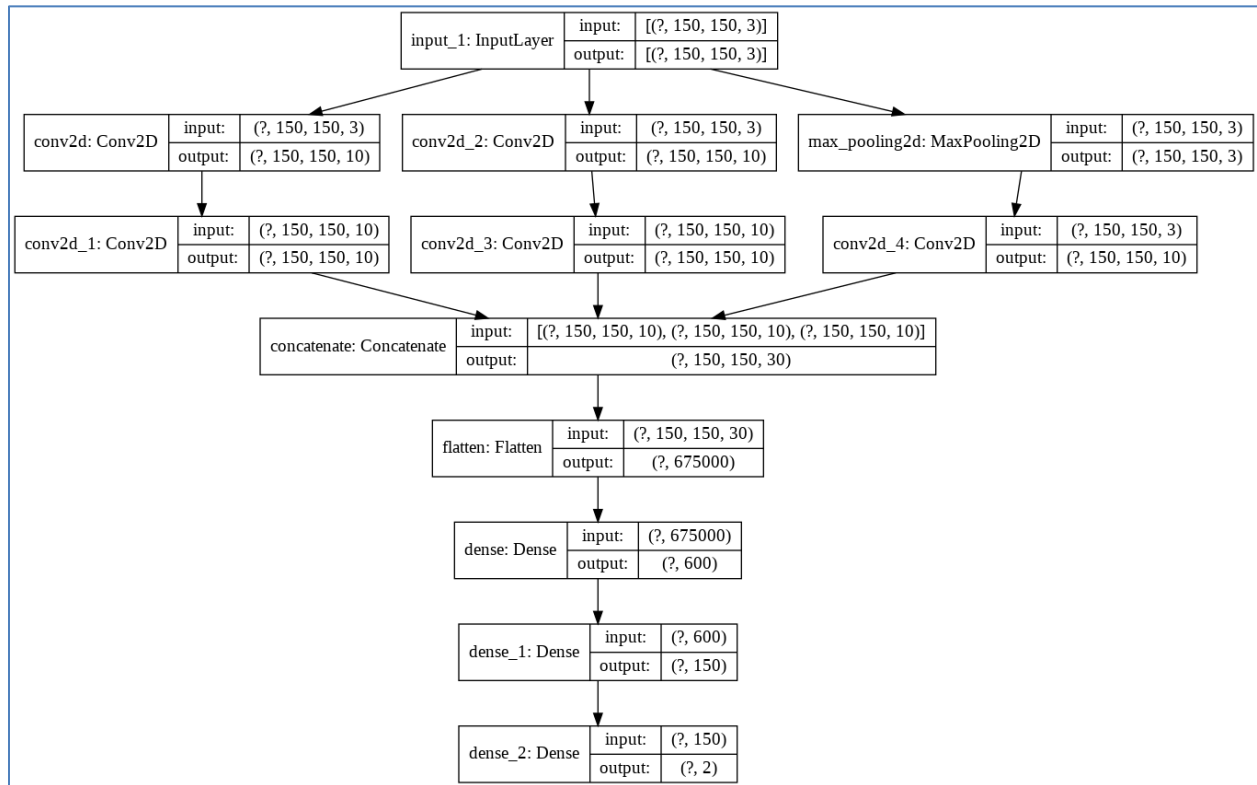 input_1: InputLayer
input: [(?, 150, 150, 3)]
output: [(?, 150, 150, 3)]
conv2d: Conv2D
input: (?, 150, 150, 3)
output: (?, 150, 150, 10)
conv2d_2: Conv2D
input: (?, 150, 150, 3)
output: (?, 150, 150, 10)
max_pooling2d: MaxPooling2D
input: (?, 150, 150, 3)
output: (?, 150, 150, 3)
conv2d_1: Conv2D
input: (?, 150, 150, 10)
output: (?, 150, 150, 10)
conv2d_3: Conv2D
input: (?, 150, 150, 10)
output: (?, 150, 150, 10)
conv2d_4: Conv2D
input: (?, 150, 150, 3)
output: (?, 150, 150, 10)
concatenate: Concatenate
input: [(?, 150, 150, 10), (?, 150, 150, 10), (?, 150, 150, 10)]
output: (?, 150, 150, 30)
flatten: Flatten
input: (?, 150, 150, 30)
output: (?, 675000)
dense: Dense
input: (?, 675000)
output: (?, 600)
dense_1: Dense
input: (?, 600)
output: (?, 150)
dense_2: Dense
input: (?, 150)
output: (?, 2)